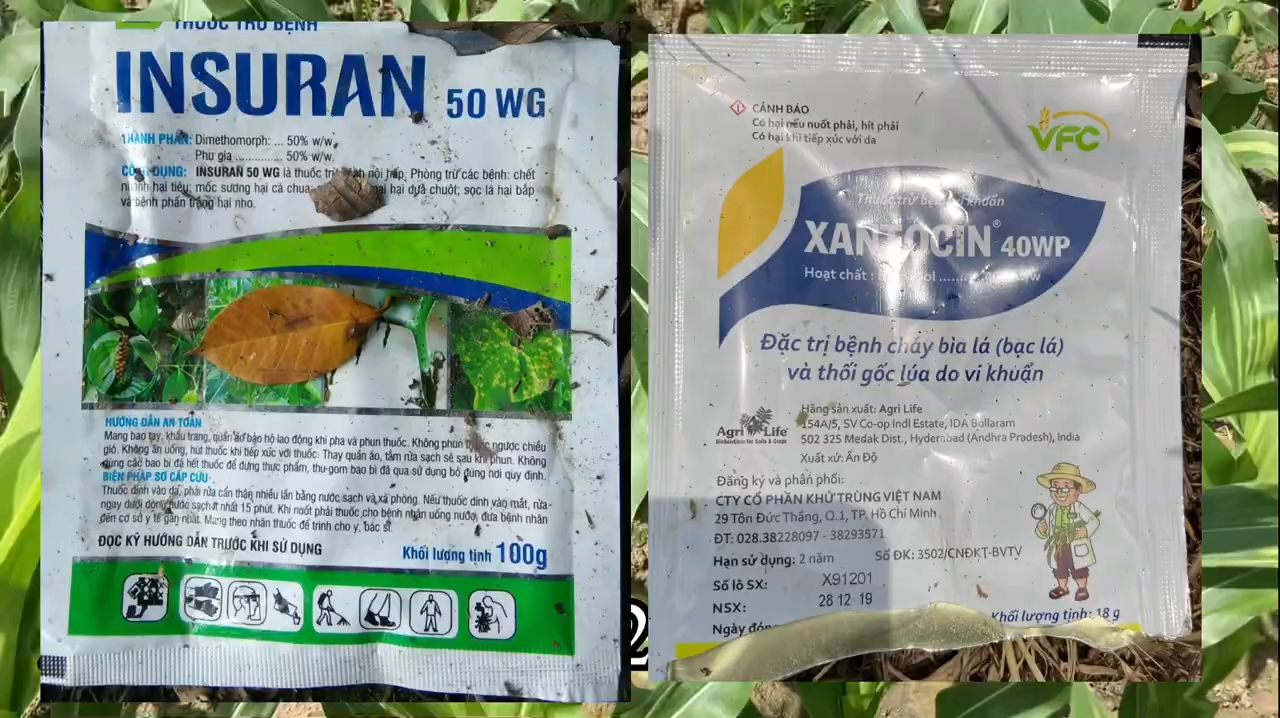 THUỐC TRỪ BỆNH
INSURAN 50 WG
THÀNH PHẦN: Dimethomorph: ... 50% w/w
Phụ gia ............. 50% w/w.
CÔNG DỤNG: INSURAN 50 WG là thuốc trừ bệnh nội hấp. Phòng trừ các bệnh: chết
nhanh hại tiêu; mốc sương hại cà chua; hại dưa chuột; sọc lá hại bắp
và bệnh phấn trắng hại nho.
HƯỚNG DẪN AN TOÀN
Mang bao tay, khẩu trang, quần áo bảo hộ lao động khi pha và phun thuốc. Không phun thuốc ngược chiều
gió. Không ăn uống, hút thuốc khi tiếp xúc với thuốc. Thay quần áo, tắm rửa sạch sẽ sau khi phun. Không
dùng các bao bì đã hết thuốc để đựng thực phẩm, thu gom bao bì đã qua sử dụng bỏ đúng nơi quy định.
BIỆN PHÁP SƠ CẤP CỨU
Thuốc dính vào da, phải rửa cẩn thận nhiều lần bằng nước sạch và xà phòng. Nếu thuốc dính vào mắt, rửa
ngay dưới dòng nước sạch ít nhất 15 phút. Khi nuốt phải thuốc cho bệnh nhân uống nước, đưa bệnh nhân
đến cơ sở y tế gần nhất. Mang theo nhãn thuốc để trình cho y, bác sĩ.
ĐỌC KỸ HƯỚNG DẪN TRƯỚC KHI SỬ DỤNG
Khối lượng tịnh 100g
CẢNH BÁO
Có hại nếu nuốt phải, hít phải
Có hại khi tiếp xúc với da
VFC
Thuốc trừ bệnh vi khuẩn
XANTOCIN® 40WP
Hoạt chất :
Đặc trị bệnh cháy bìa lá (bạc lá)
và thối gốc lúa do vi khuẩn
Agri Life
Hãng sản xuất: Agri Life
154A/5, SV Co-op Indl Estate, IDA Bollaram
502 325 Medak Dist., Hyderabad (Andhra Pradesh), India
Xuất xứ: Ấn Độ
Đăng ký và phân phối:
CTY CỔ PHẦN KHỬ TRÙNG VIỆT NAM
29 Tôn Đức Thắng, Q.1, TP. Hồ Chí Minh
ĐT: 028.38228097 - 38293571
Hạn sử dụng: 2 năm
Số ĐK: 3502/CNĐKT-BVTV
Số lô SX: X91201
NSX: 28 12 19
Ngày đóng
Khối lượng tịnh: 18 g